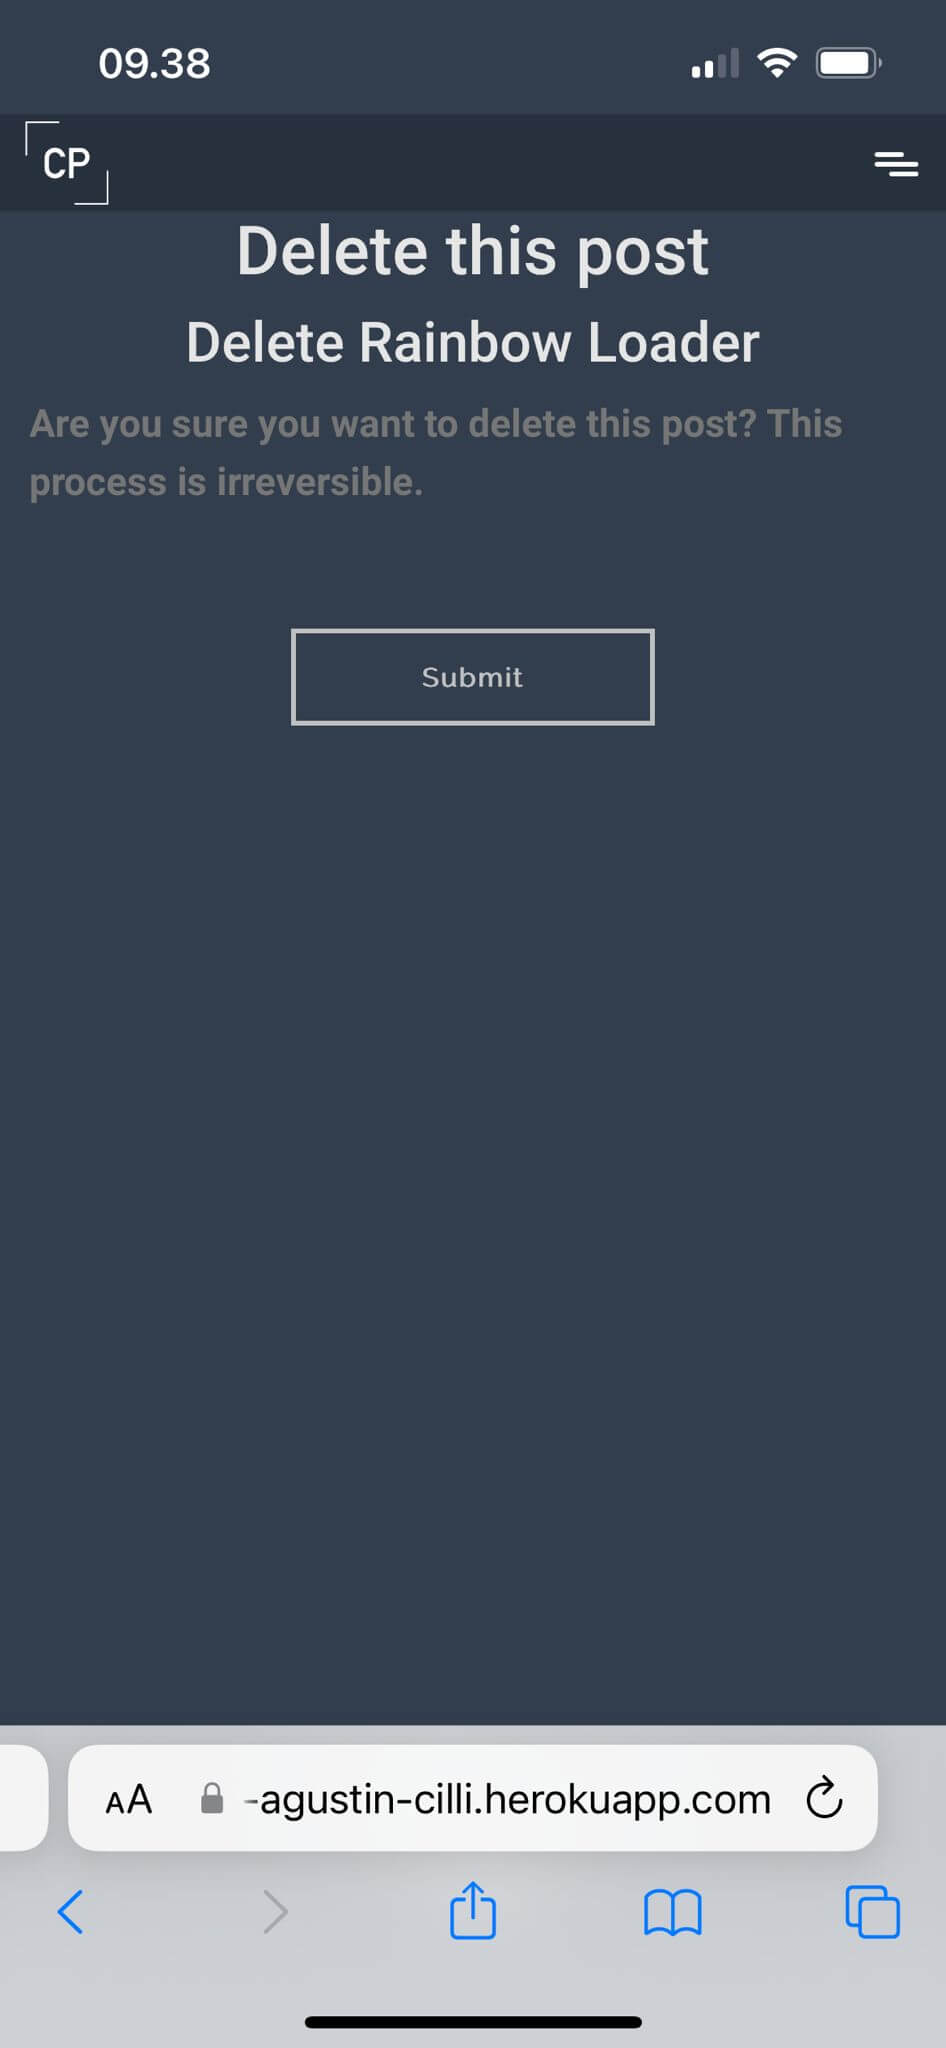 09.38
CP
Delete this post
Delete Rainbow Loader
Are you sure you want to delete this post? This
process is irreversible.
Submit
AA -agustin-cilli.herokuapp.com